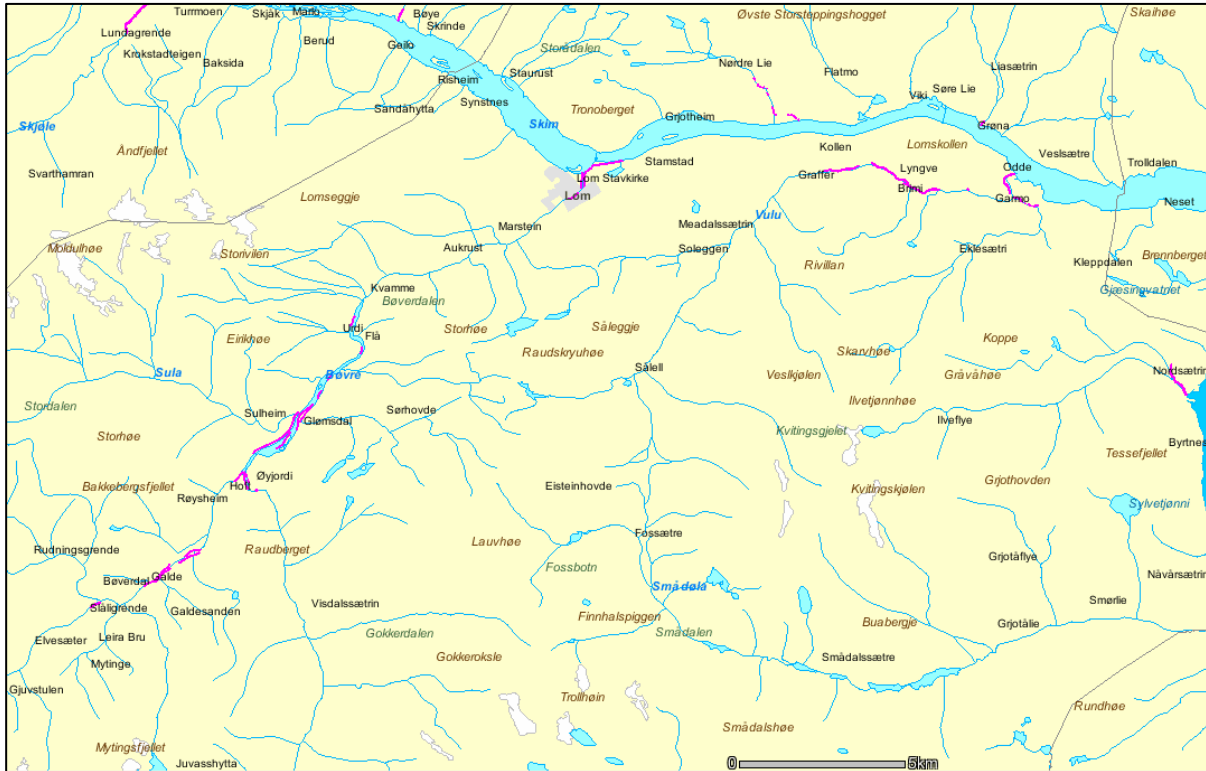 Turrmoen
Skjåk
Marlo
Bøye
Øvste Storsteppingshogget
Skaihøe
Lundagrende
Berud
Skrinde
Krokstadteigen
Geilo
Storådalen
Baksida
Risheim
Staurust
Nørdre Lie
Flatmo
Liasætrin
Synstnes
Viki
Søre Lie
Sandåhytta
Tronoberget
Grjotheim
Skjøle
Skim
Grøna
Åndfjellet
Kollen
Lomskollen
Veslsætre
Svarthamran
Stamstad
Lyngve
Odde
Trolldalen
Lom Stavkirke
Graffer
Brimi
Lomseggje
Lom
Garmo
Neset
Marstein
Meadalssætrin
Vulu
Moldulhøe
Storivilen
Aukrust
Soleggen
Eklesætri
Brennberget
Rivillan
Kleppdalen
Kvamme
Gjæsingvatnet
Bøverdalen
Urdi
Storhøe
Såleggje
Eirikhøe
Flå
Koppe
Raudskryuhøe
Skarvhøe
Sula
Bøvre
Sålell
Veslkjølen
Gråvåhøe
Nordsætrin
Stordalen
Sulheim
Sørhovde
Ilvetjønnhøe
Glømsdal
Ilveflye
Storhøe
Kvitingsgjelet
Byrtnes
Tessefjellet
Øyjordi
Bakkebergsfjellet
Hoft
Eisteinhovde
Kvitingskjølen
Grjothovden
Røysheim
Sylvetjønni
Rudningsgrende
Raudberget
Lauvhøe
Fossætre
Grjotåflye
Bøverdal
Galde
Fossbotn
Nåvårsætrin
Smådøla
Slåligrende
Galdesanden
Visdalssætrin
Finnhalspiggen
Smørlie
Elvesæter
Leira Bru
Gokkerdalen
Smådalen
Buabergje
Grjotålie
Mytinge
Gokkeroksle
Smådalssætre
Gjuvstulen
Trollhøin
Rundhøe
Smådalshøe
Mytingsfjellet
Juvasshytta
0
5km